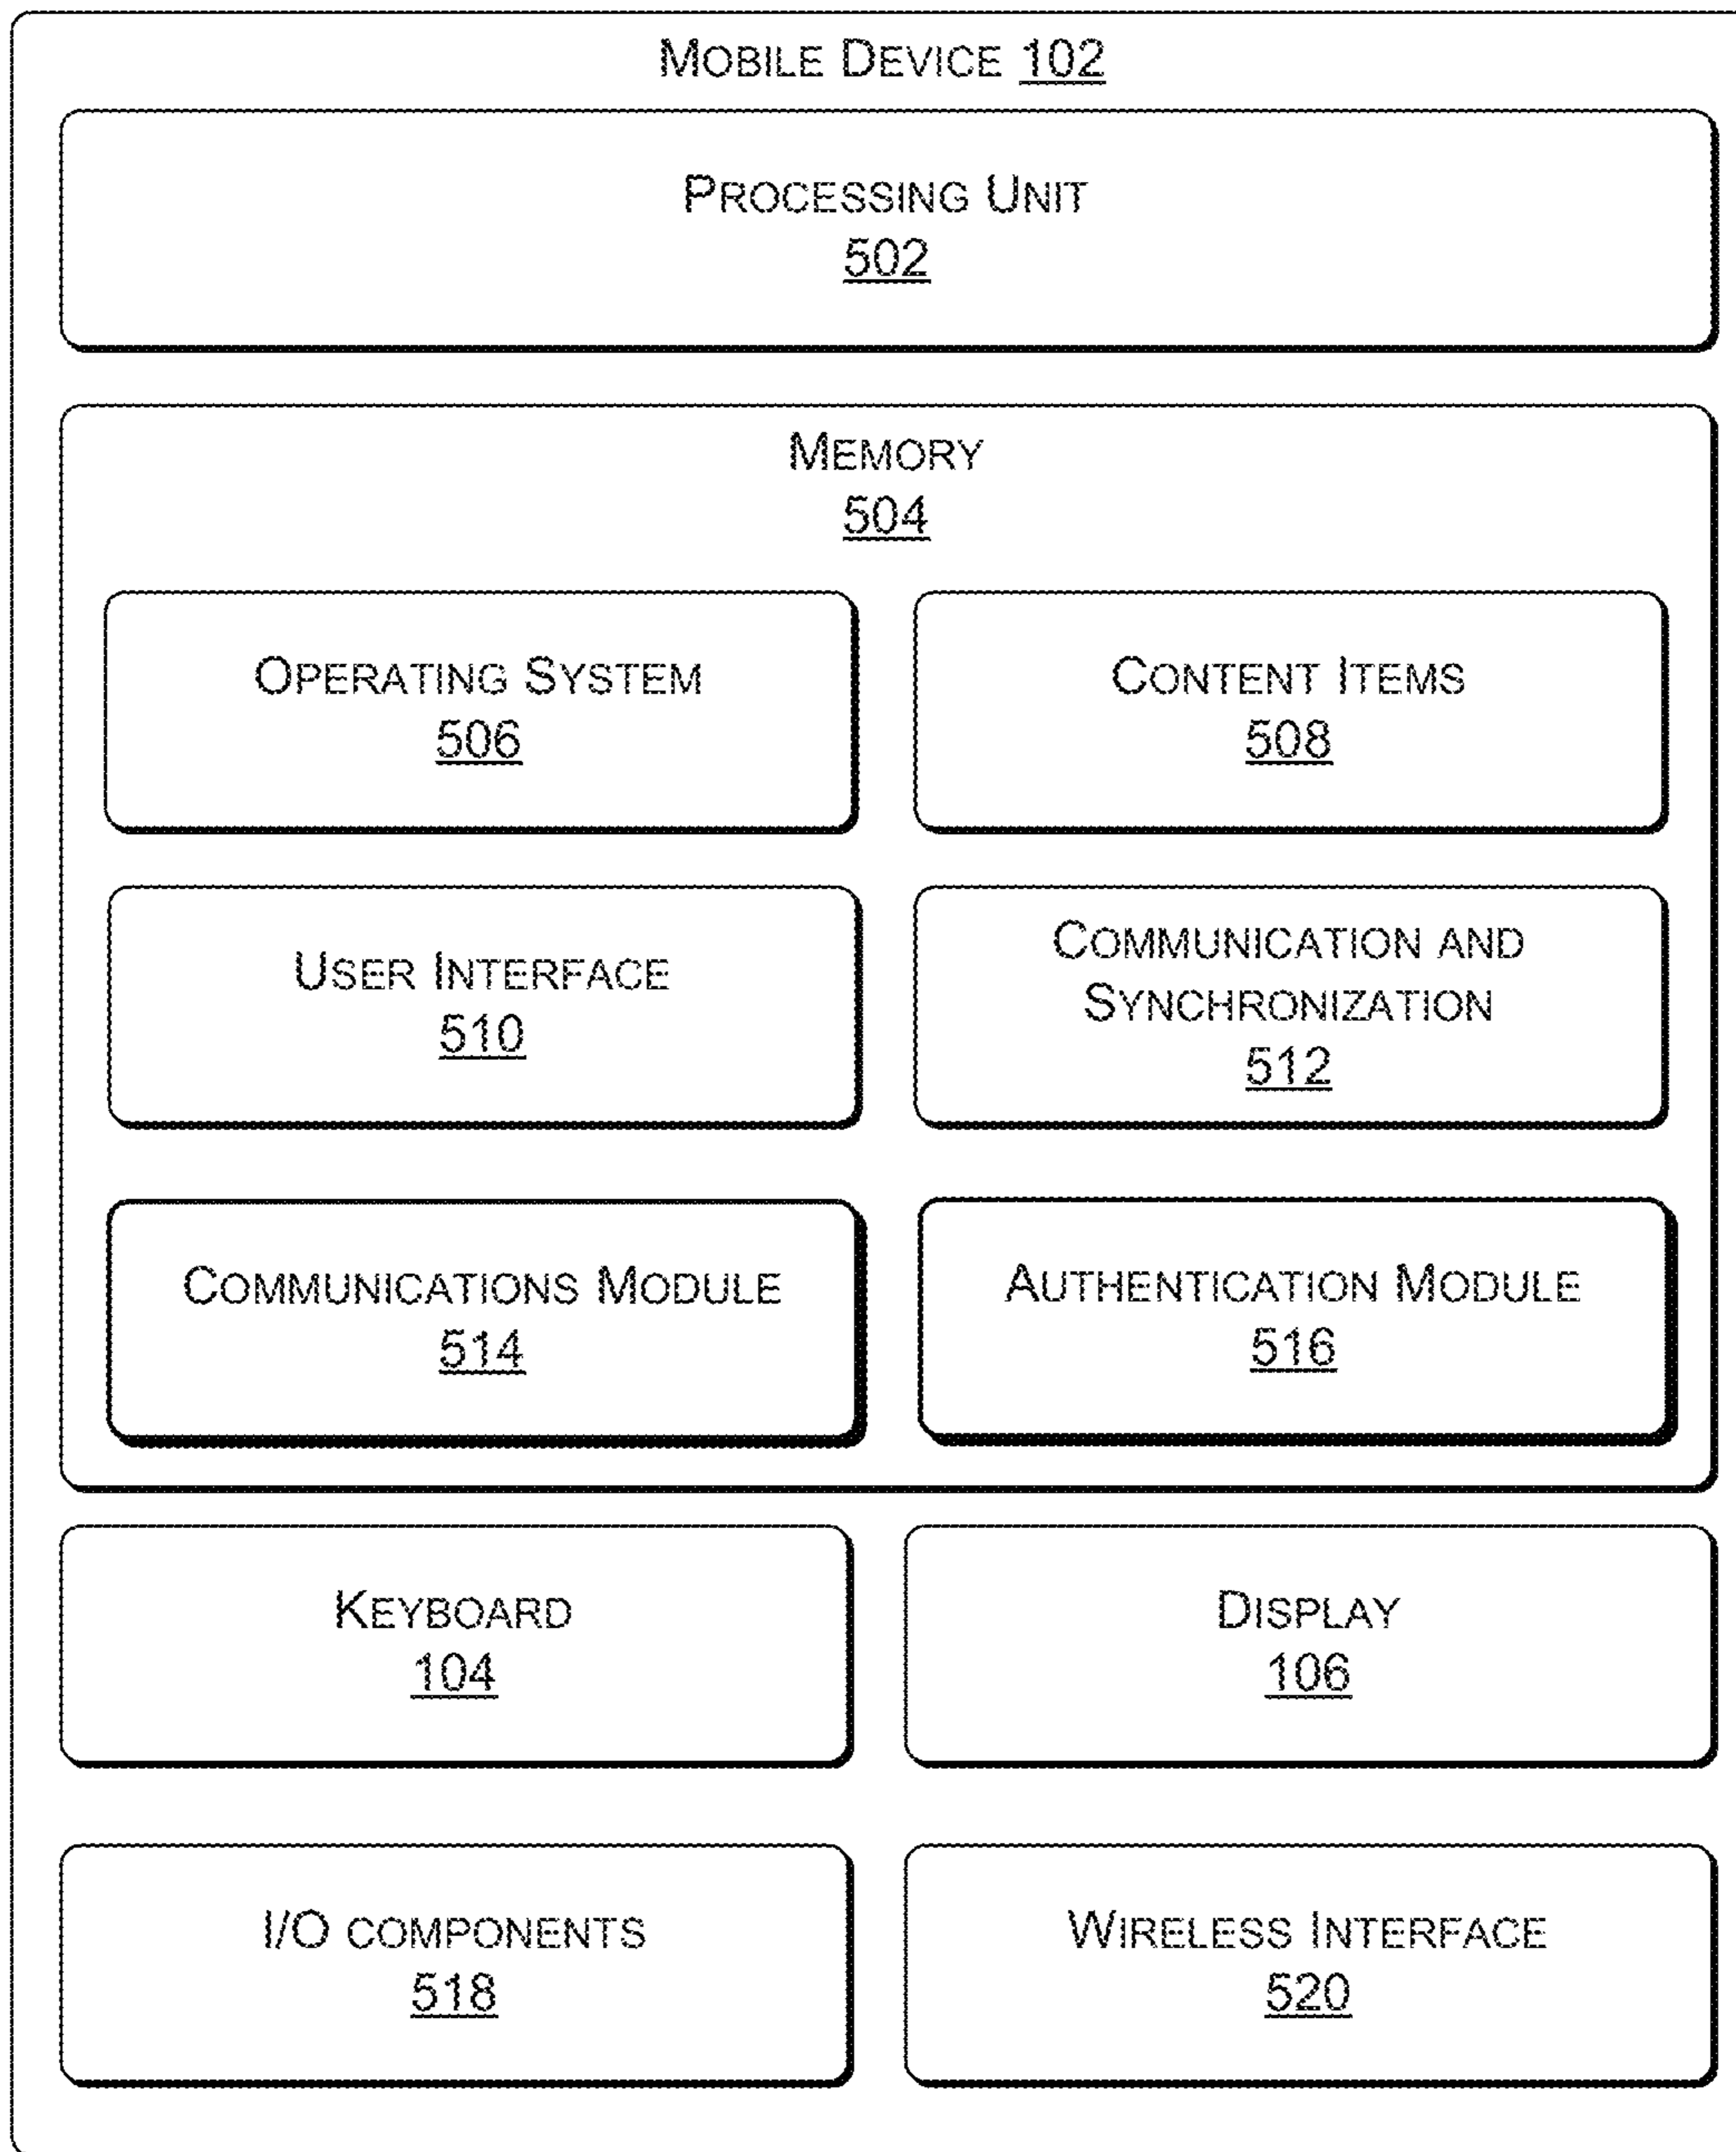 MOBILE DEVICE 102
PROCESSING UNIT
502
MEMORY
504
OPERATING SYSTEM
506
CONTENT ITEMS
508
USER INTERFACE
510
COMMUNICATION AND
SYNCHRONIZATION
512
COMMUNICATIONS MODULE
514
AUTHENTICATION MODULE
516
KEYBOARD
104
DISPLAY
106
I/O COMPONENTS
518
WIRELESS INTERFACE
520